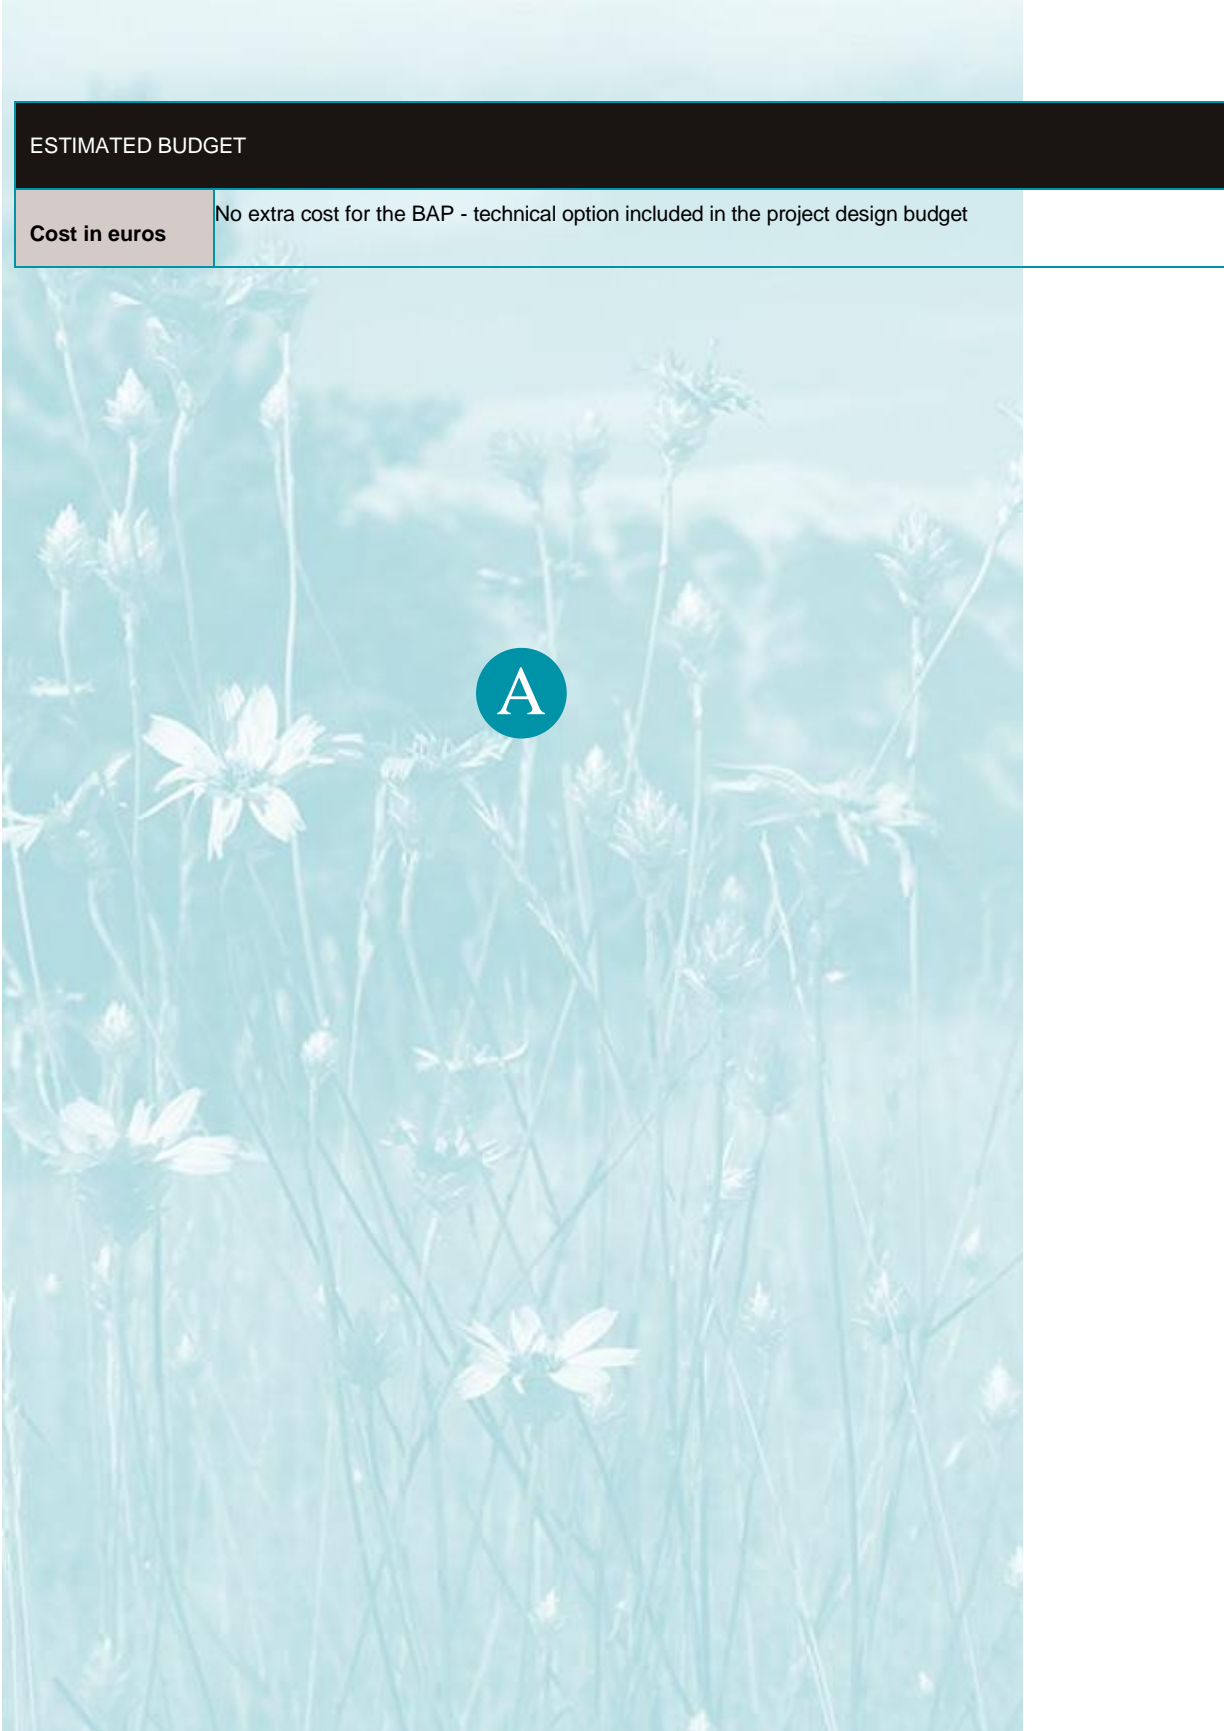 ESTIMATED BUDGET
Cost in euros
No extra cost for the BAP - technical option included in the project design budget
A